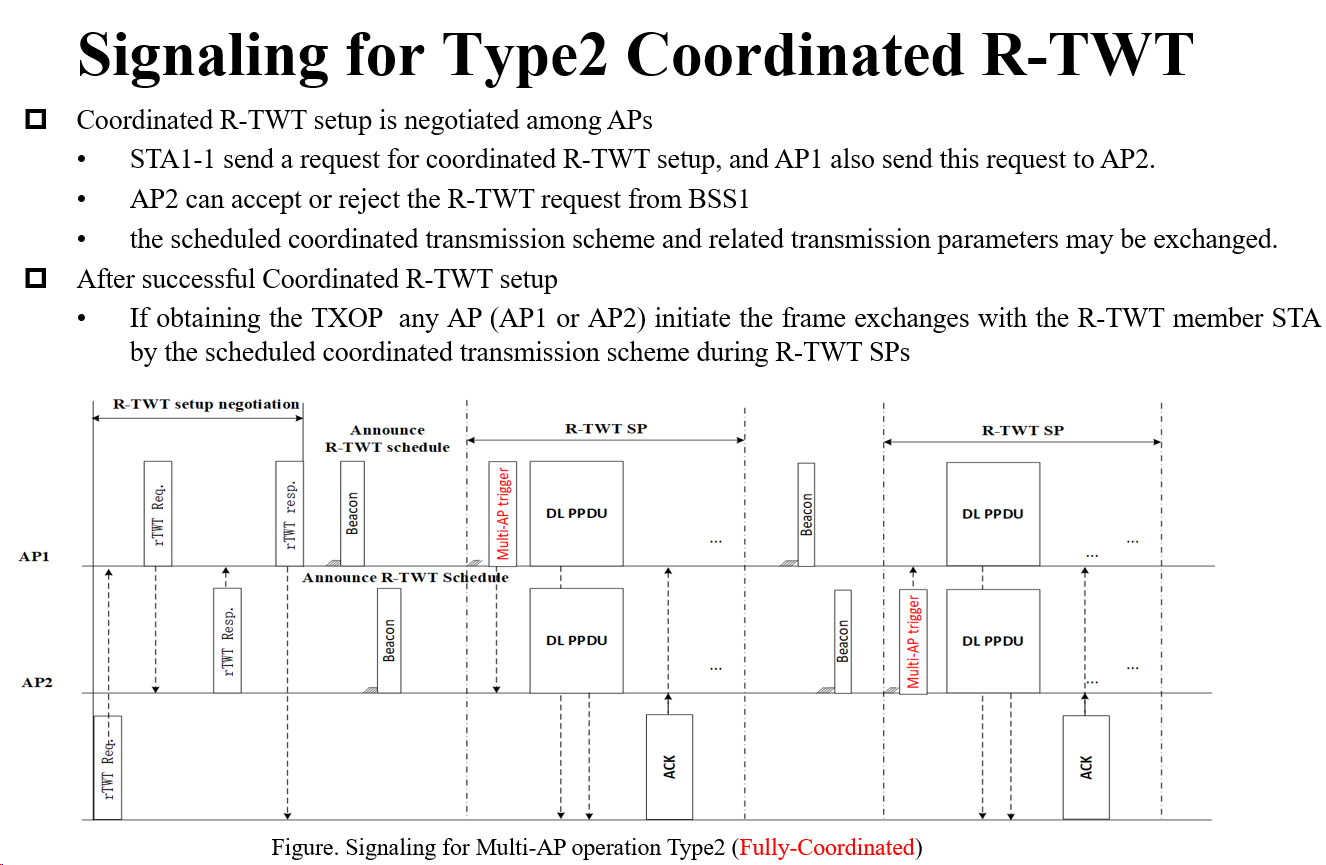 Signaling for Type2 Coordinated R-TWT
Coordinated R-TWT setup is negotiated among APs
• STA1-1 send a request for coordinated R-TWT setup, and AP1 also send this request to AP2.
• AP2 can accept or reject the R-TWT request from BSS1
• the scheduled coordinated transmission scheme and related transmission parameters may be exchanged.
After successful Coordinated R-TWT setup
• If obtaining the TXOP any AP (AP1 or AP2) initiate the frame exchanges with the R-TWT member STA
by the scheduled coordinated transmission scheme during R-TWT SPs
R-TWT setup negotiation
Announce
R-TWT schedule
R-TWT SP
R-TWT SP
rTWT Req.
rTWT resp.
Beacon
Multi-AP trigger
DL PPDU
...
Beacon
DL PPDU
...
...
AP1
Announce R-TWT Schedule
rTWT Resp.
Beacon
DL PPDU
...
Beacon
Multi-AP trigger
DL PPDU
...
...
AP2
rTWT Req.
ACK
ACK
Figure. Signaling for Multi-AP operation Type2 (Fully-Coordinated)